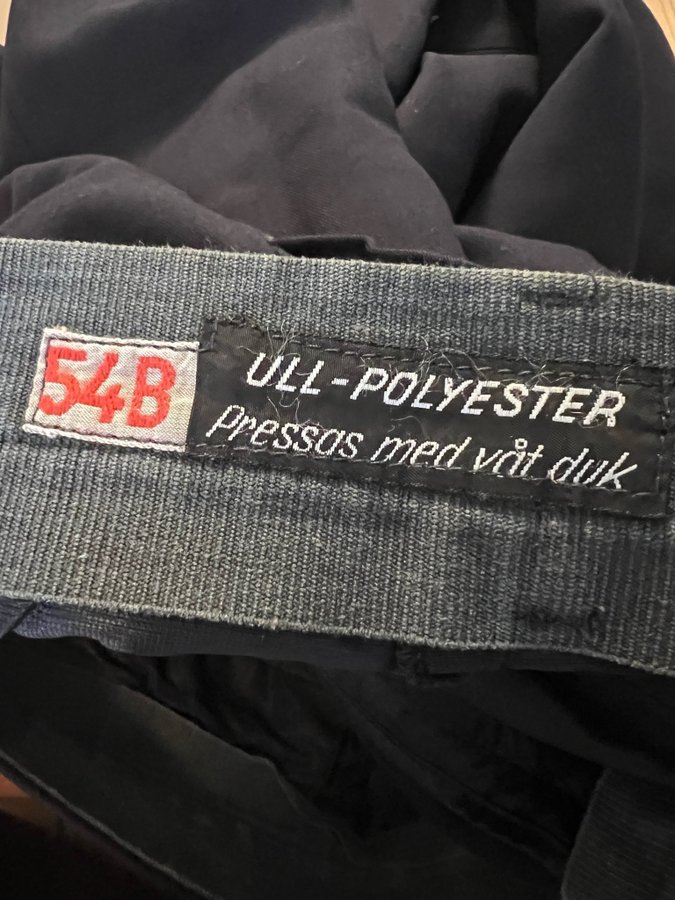 54B
ULL-POLYESTER
Pressas med våt duk